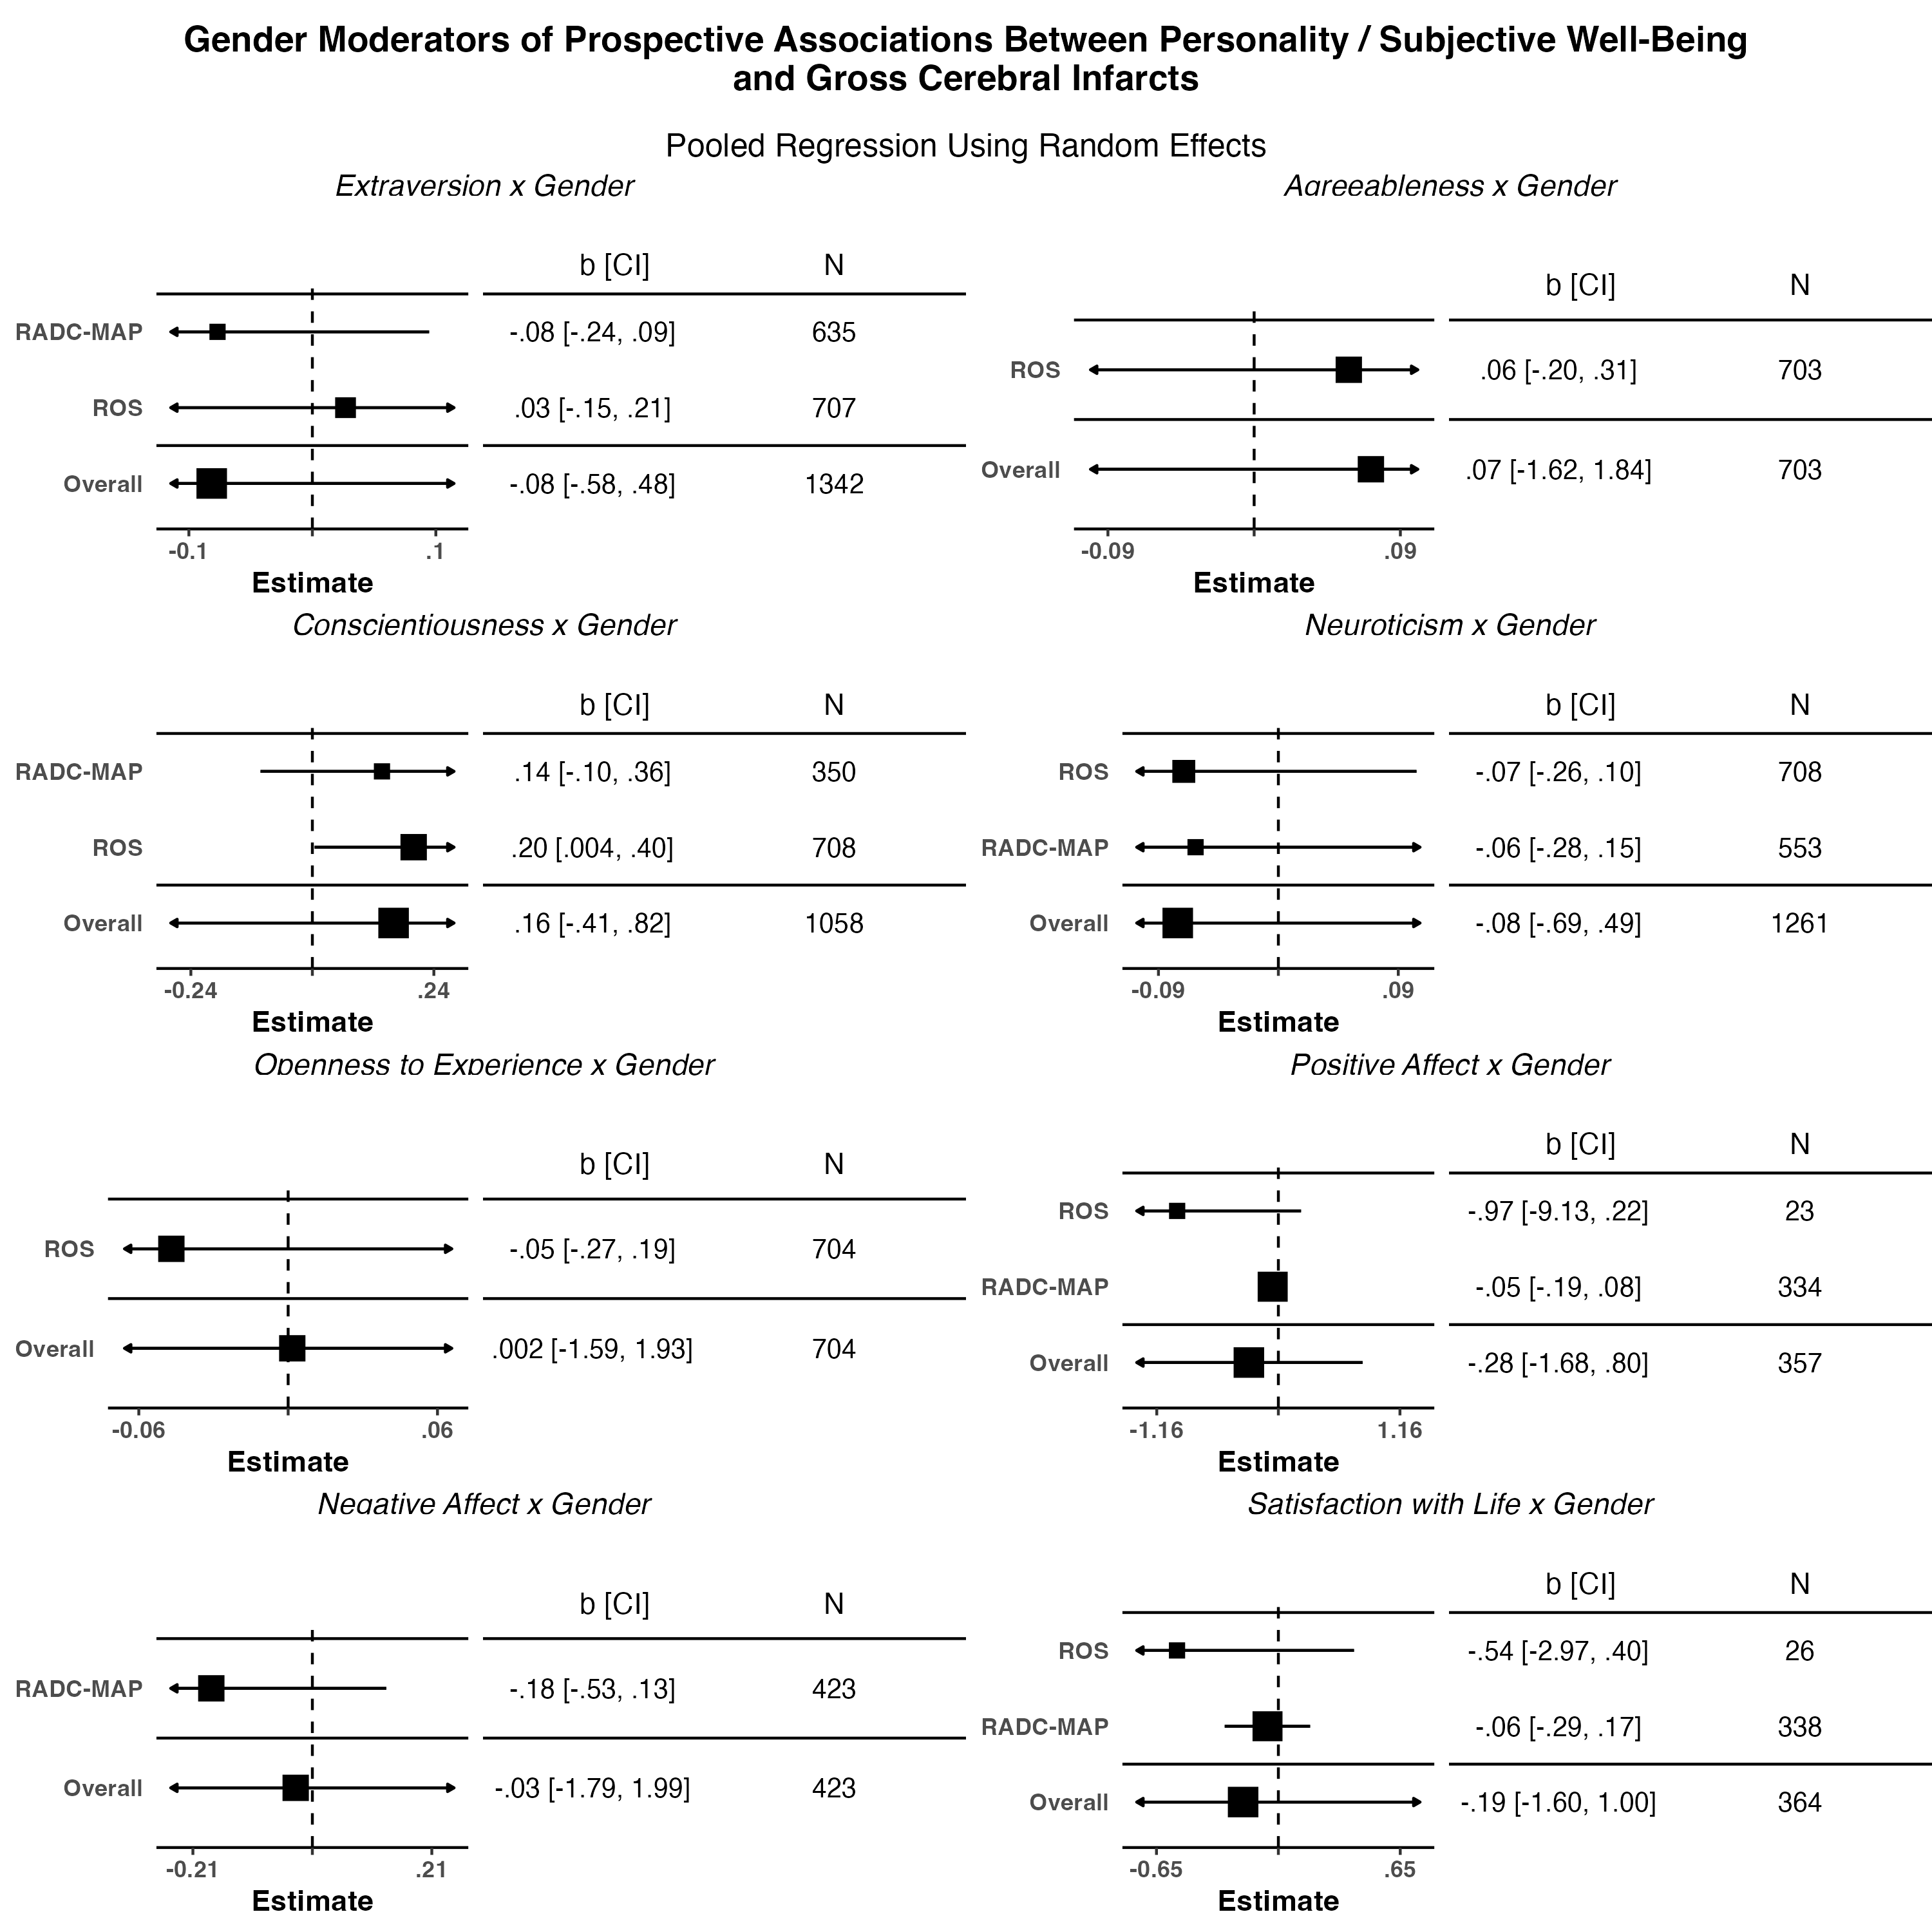 Gender Moderators of Prospective Associations Between Personality / Subjective Well-Being
and Gross Cerebral Infarcts
Pooled Regression Using Random Effects
Extraversion x Gender
b [CI] N
RADC-MAP -.08 [-.24, .09] 635
ROS .03 [-.15, .21] 707
Overall -.08 [-.58, .48] 1342
-0.1 .1
Estimate
Agreeableness x Gender
b [CI] N
ROS .06 [-.20, .31] 703
Overall .07 [-1.62, 1.84] 703
-0.09 .09
Estimate
Conscientiousness x Gender
b [CI] N
RADC-MAP .14 [-.10, .36] 350
ROS .20 [.004, .40] 708
Overall .16 [-.41, .82] 1058
-0.24 .24
Estimate
Neuroticism x Gender
b [CI] N
ROS -.07 [-.26, .10] 708
RADC-MAP -.06 [-.28, .15] 553
Overall -.08 [-.69, .49] 1261
-0.09 .09
Estimate
Openness to Experience x Gender
b [CI] N
ROS -.05 [-.27, .19] 704
Overall .002 [-1.59, 1.93] 704
-0.06 .06
Estimate
Positive Affect x Gender
b [CI] N
ROS -.97 [-9.13, .22] 23
RADC-MAP -.05 [-.19, .08] 334
Overall -.28 [-1.68, .80] 357
-1.16 1.16
Estimate
Negative Affect x Gender
b [CI] N
RADC-MAP -.18 [-.53, .13] 423
Overall -.03 [-1.79, 1.99] 423
-0.21 .21
Estimate
Satisfaction with Life x Gender
b [CI] N
ROS -.54 [-2.97, .40] 26
RADC-MAP -.06 [-.29, .17] 338
Overall -.19 [-1.60, 1.00] 364
-0.65 .65
Estimate